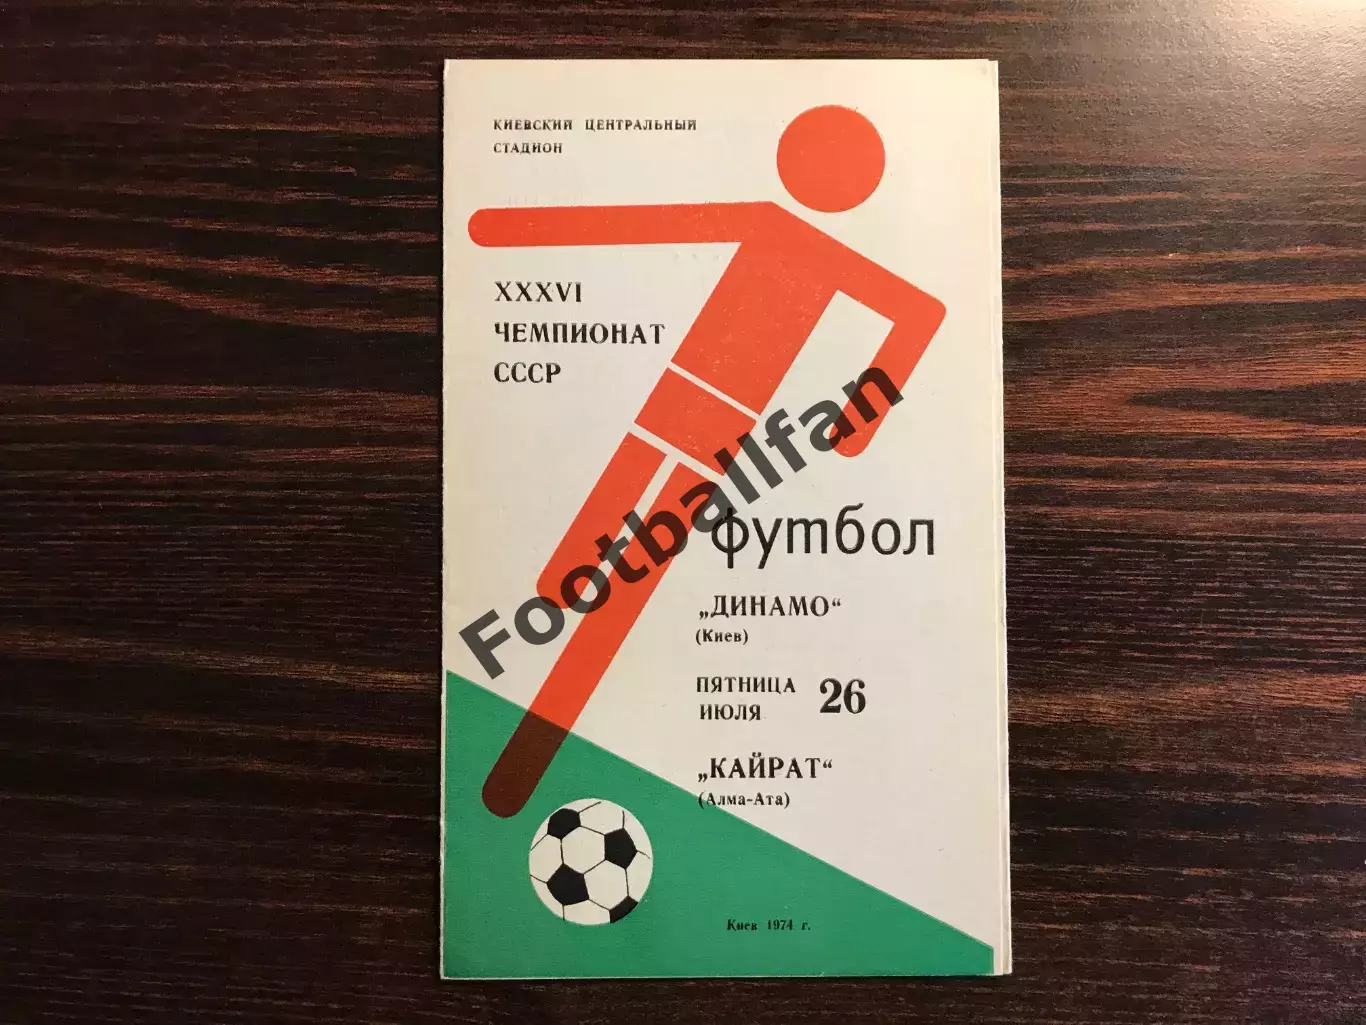 КИЕВСКИЙ ЦЕНТРАЛЬНЫЙ
СТАДИОН
XXXVI
ЧЕМПИОНАТ
СССР
Footballfan
футбол
„ДИНАМО“
(Киев)
ПЯТНИЦА 26
ИЮЛЯ
„КАЙРАТ“
(Алма-Ата)
Киев 1974 г.